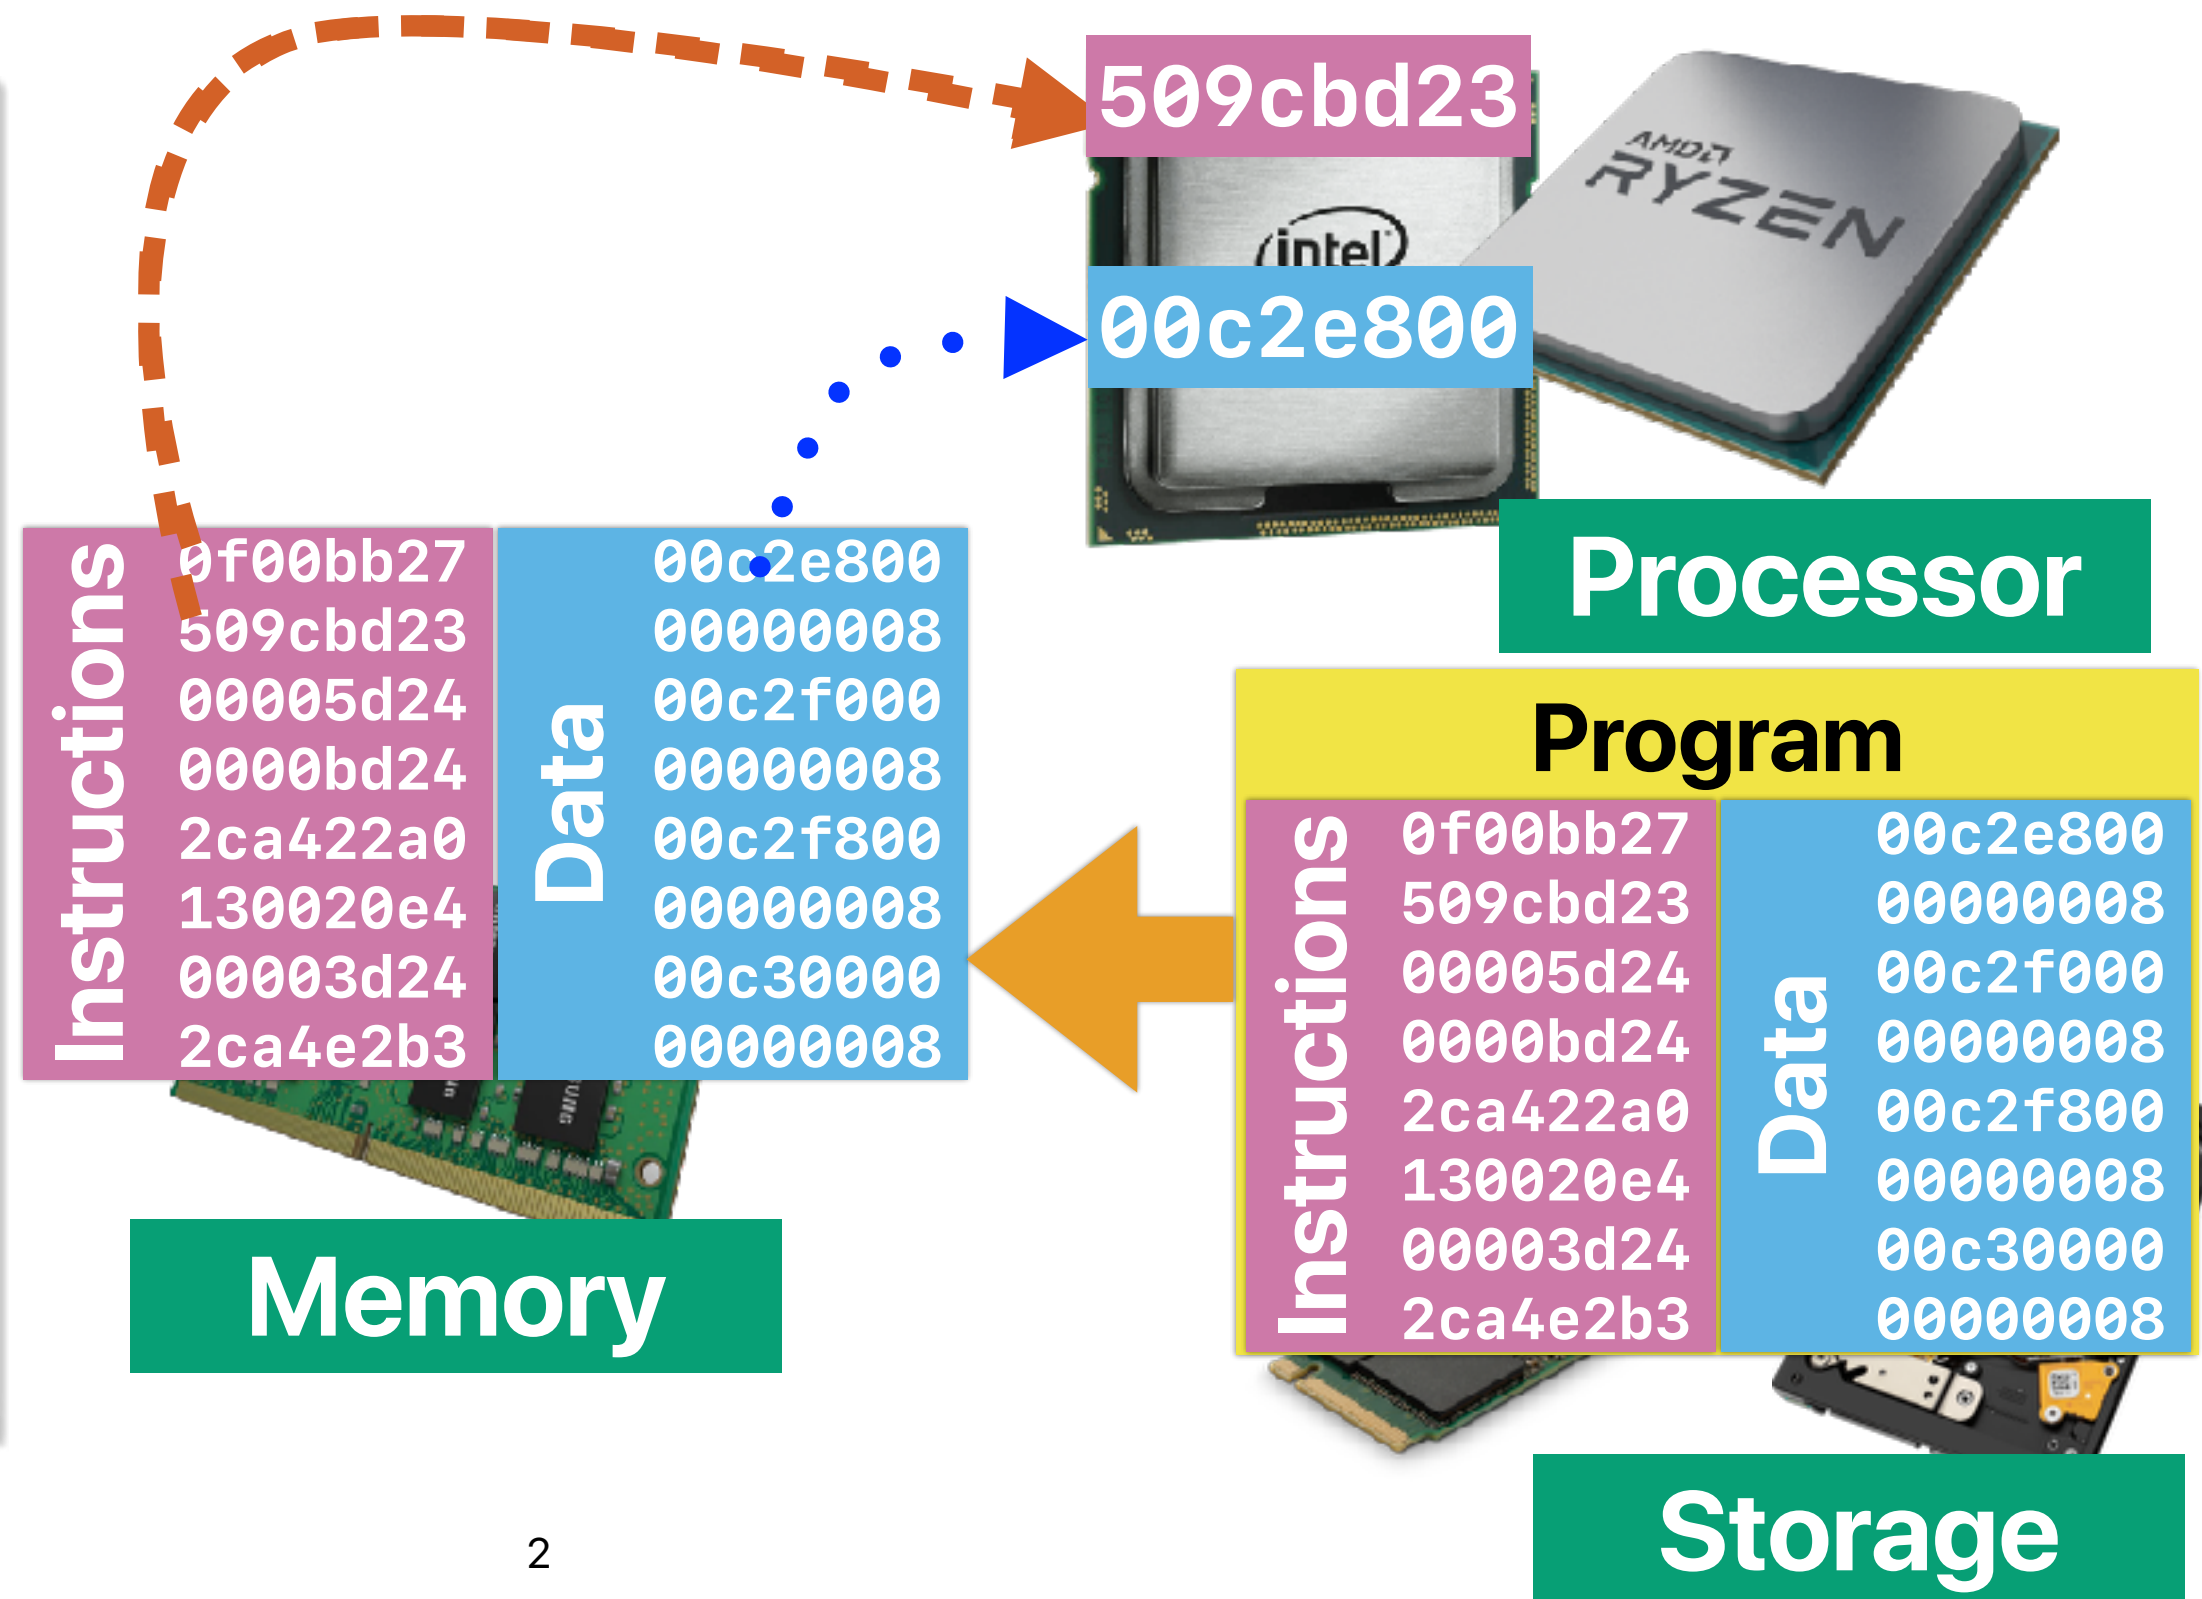 509cbd23
intel
AMD
RYZEN
00c2e800
Processor
Instructions
0f00bb27
509cbd23
00005d24
0000bd24
2ca422a0
130020e4
00003d24
2ca4e2b3
Data
00c2e800
00000008
00c2f000
00000008
00c2f800
00000008
00c30000
00000008
Memory
Program
Instructions
0f00bb27
509cbd23
00005d24
0000bd24
2ca422a0
130020e4
00003d24
2ca4e2b3
Data
00c2e800
00000008
00c2f000
00000008
00c2f800
00000008
00c30000
00000008
Storage
2